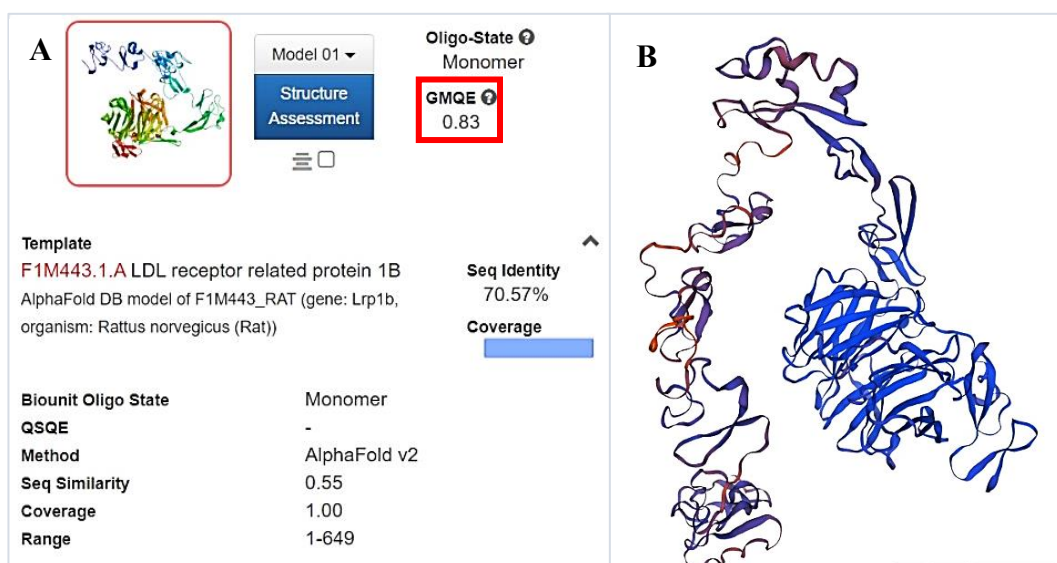 A
Model 01
Structure
Assessment
Oligo-State
Monomer
GMQE
0.83
Template
F1M443.1.A LDL receptor related protein 1B
AlphaFold DB model of F1M443_RAT (gene: Lrp1b,
organism: Rattus norvegicus (Rat))
Seq Identity
70.57%
Coverage
Biounit Oligo State Monomer
QSQE -
Method AlphaFold v2
Seq Similarity 0.55
Coverage 1.00
Range 1-649
B